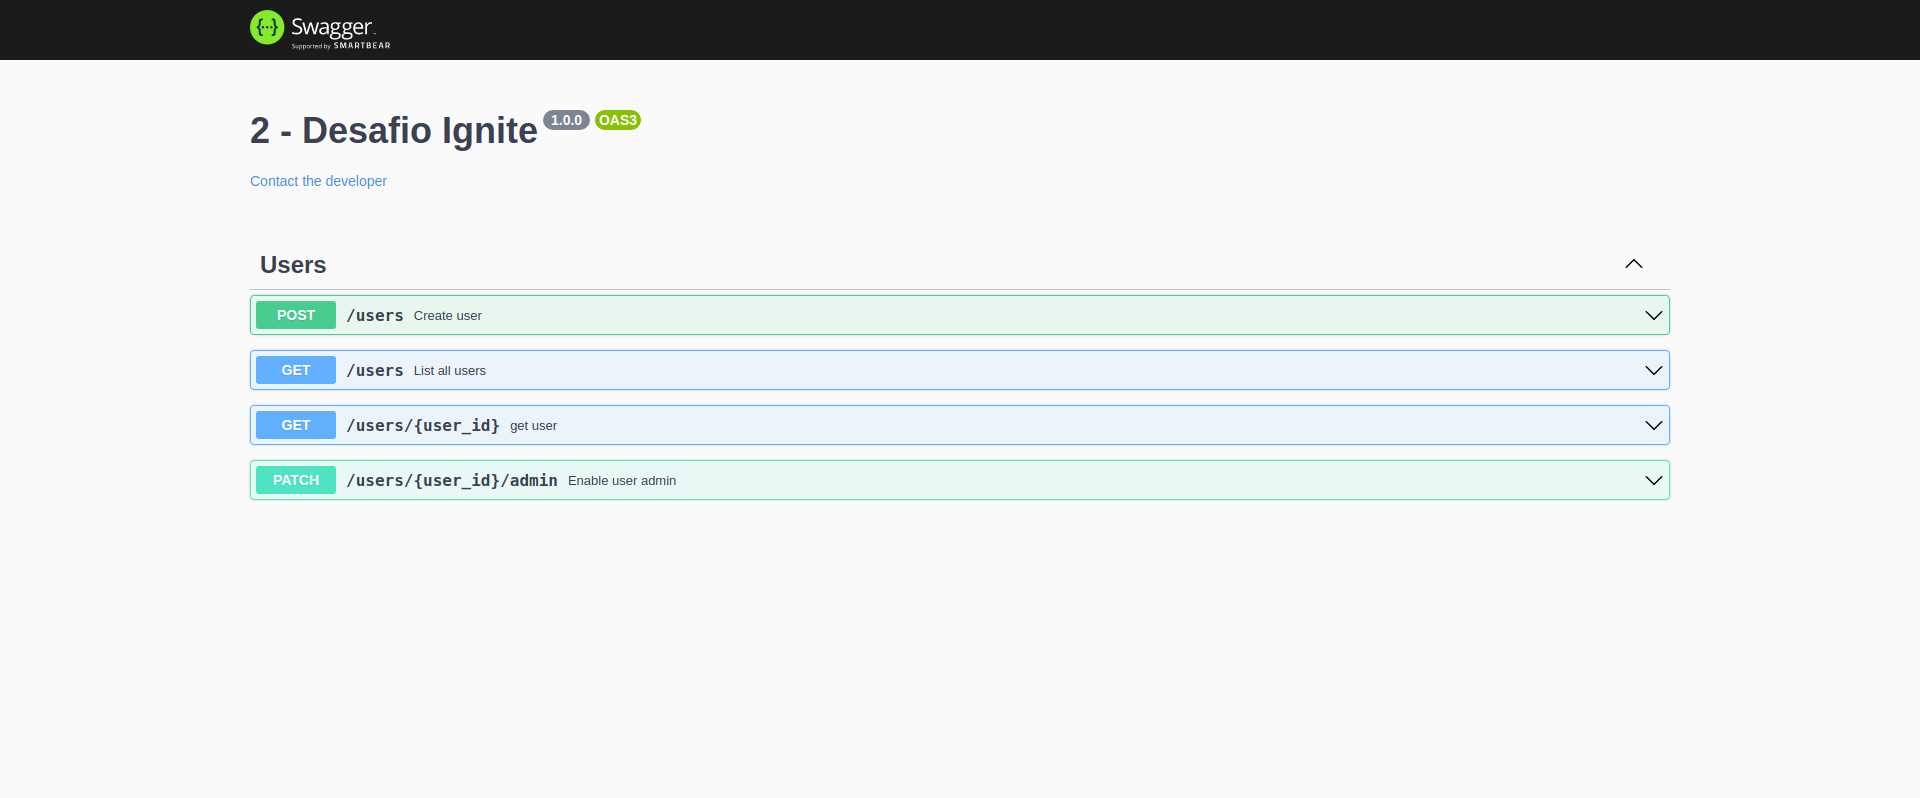 Swagger
Supported by SMARTBEAR
2 - Desafio Ignite 1.0.0 OAS3
Contact the developer
Users
POST /users Create user
GET /users List all users
GET /users/{user_id} get user
PATCH /users/{user_id}/admin Enable user admin